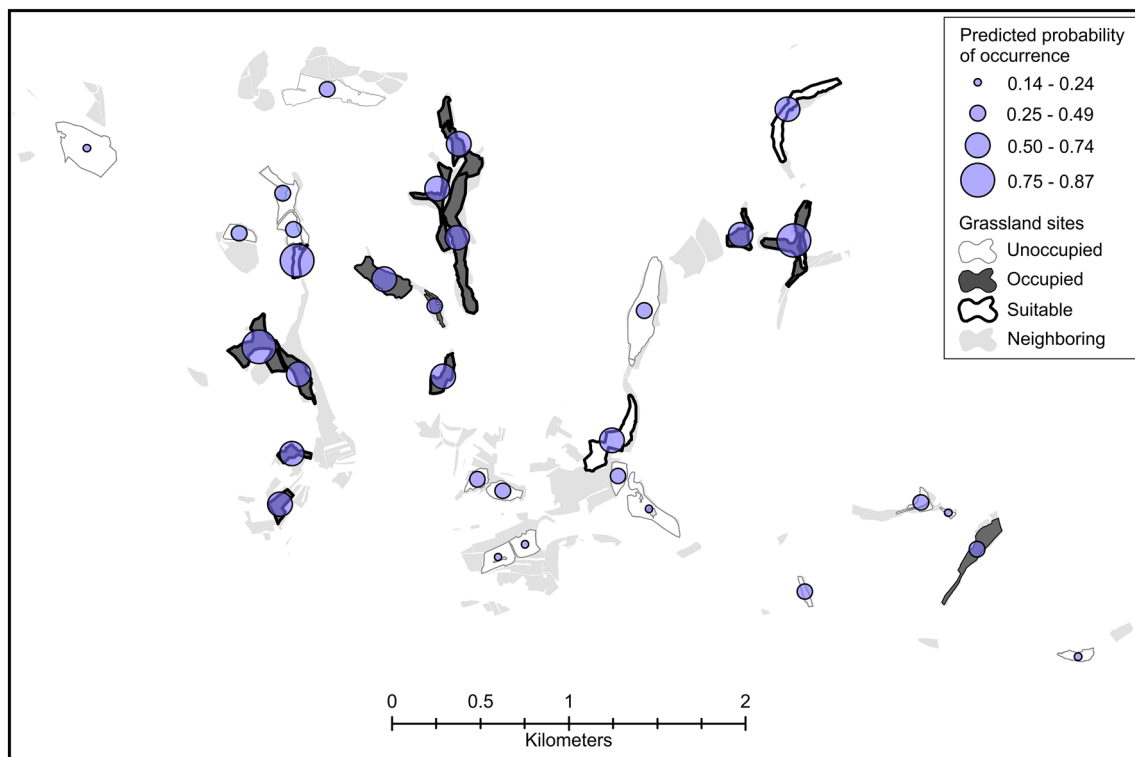 Predicted probability
of occurrence
0.14 - 0.24
0.25 - 0.49
0.50 - 0.74
0.75 - 0.87
Grassland sites
Unoccupied
Occupied
Suitable
Neighboring
0 0.5 1 2
Kilometers